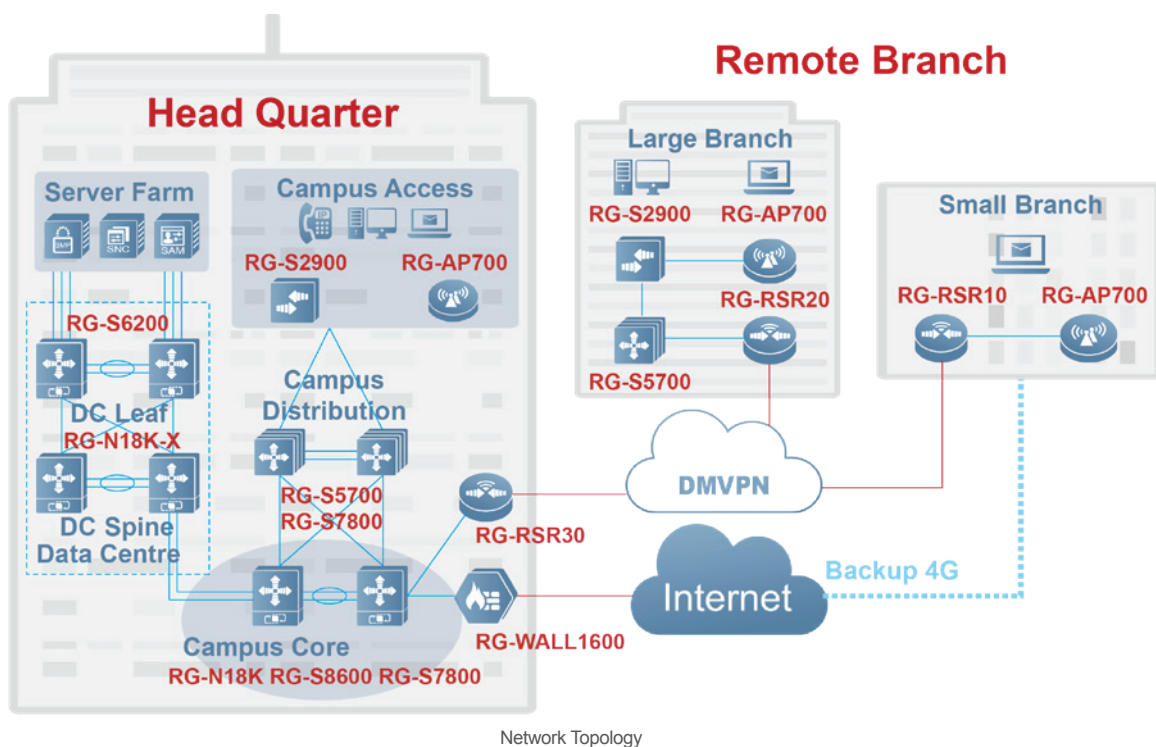 Head Quarter
Server Farm
SMP
SNC
SAM
Campus Access
IP
RG-S2900
RG-AP700
RG-S6200
DC Leaf
RG-N18K-X
DC Spine
Data Centre
Campus
Distribution
RG-S5700
RG-S7800
RG-RSR30
RG-WALL1600
Campus Core
RG-N18K RG-S8600 RG-S7800
Remote Branch
Large Branch
RG-S2900
RG-AP700
RG-RSR20
RG-S5700
Small Branch
RG-RSR10
RG-AP700
DMVPN
Internet
Backup 4G
Network Topology